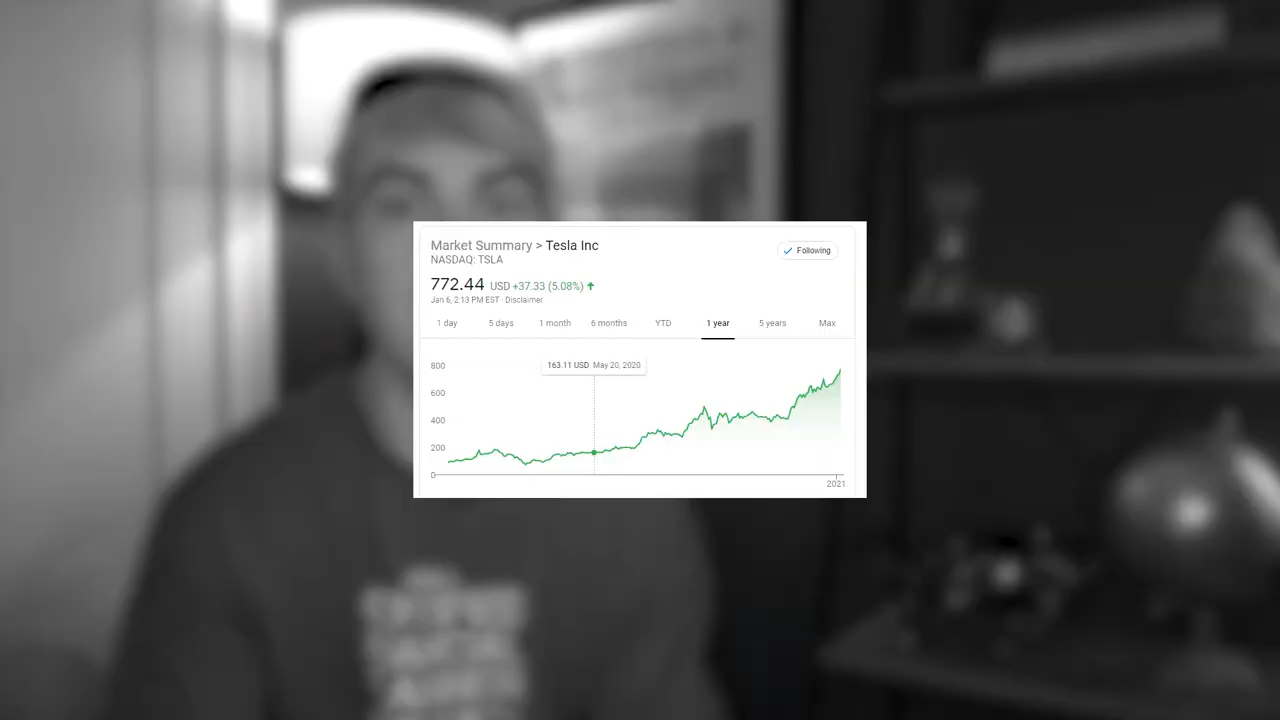 Market Summary > Tesla Inc
Following
NASDAQ: TSLA
772.44 USD +37.33 (5.08%) ↑
Jan 6, 2:13 PM EST · Disclaimer
1 day 5 days 1 month 6 months YTD 1 year 5 years Max
163.11 USD May 20, 2020
800
600
400
200
0
2021